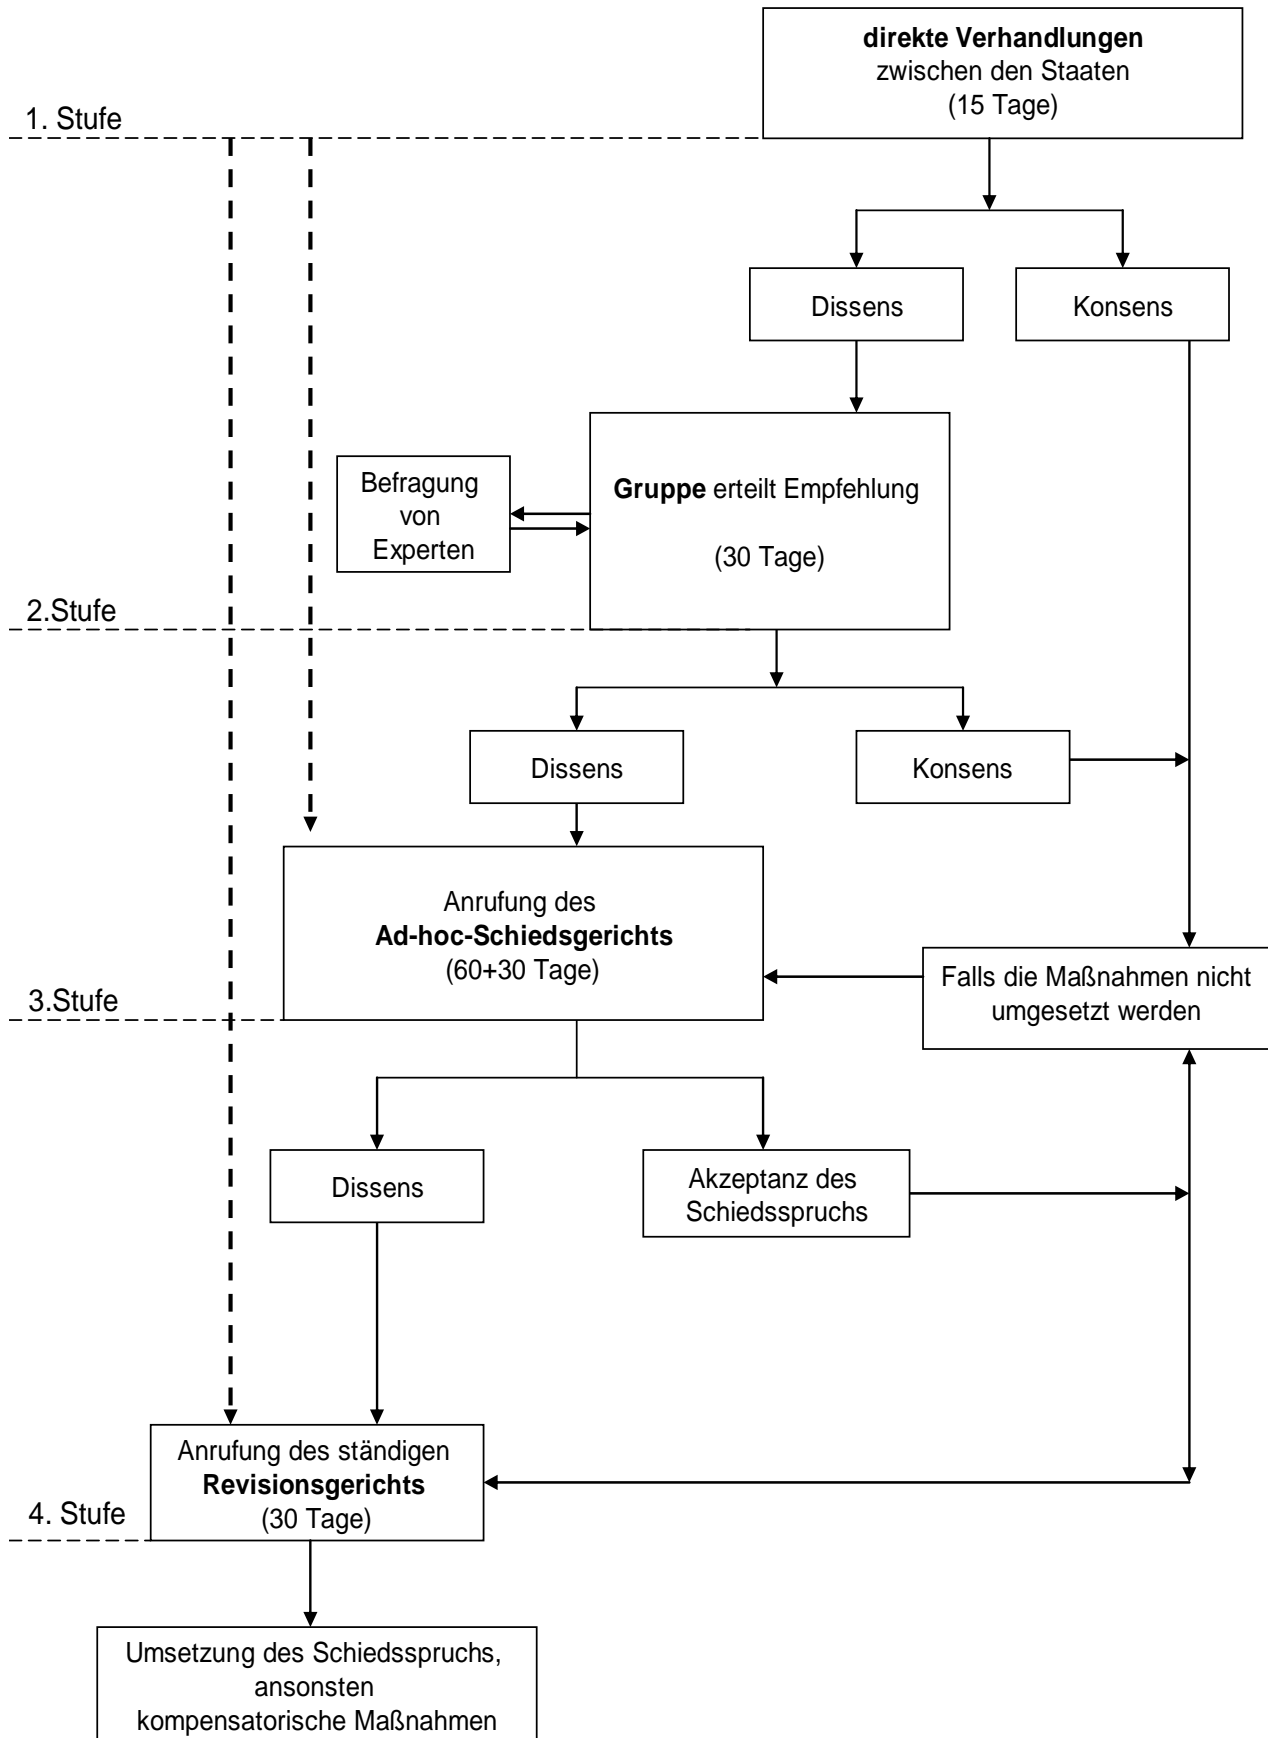 direkte Verhandlungen
zwischen den Staaten
(15 Tage)
1. Stufe
Dissens
Konsens
Befragung
von
Experten
Gruppe erteilt Empfehlung
(30 Tage)
2.Stufe
Dissens
Konsens
Anrufung des
Ad-hoc-Schiedsgerichts
(60+30 Tage)
Falls die Maßnahmen nicht
umgesetzt werden
3.Stufe
Dissens
Akzeptanz des
Schiedsspruchs
Anrufung des ständigen
Revisionsgerichts
(30 Tage)
4. Stufe
Umsetzung des Schiedsspruchs,
ansonsten
kompensatorische Maßnahmen